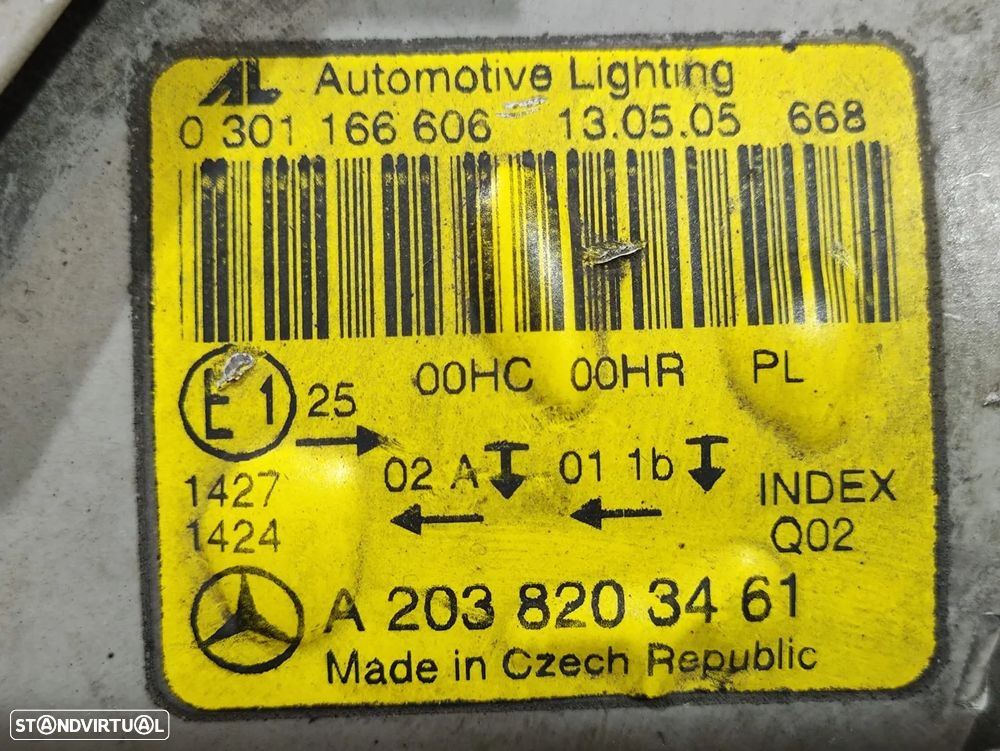 AL Automotive Lighting
0 301 166 606 13.05.05 668
00HC 00HR PL
E1 25
02 A 01 1b
1427
1424
INDEX
Q02
A 203 820 34 61
Made in Czech Republic
STANDVIRTUAL